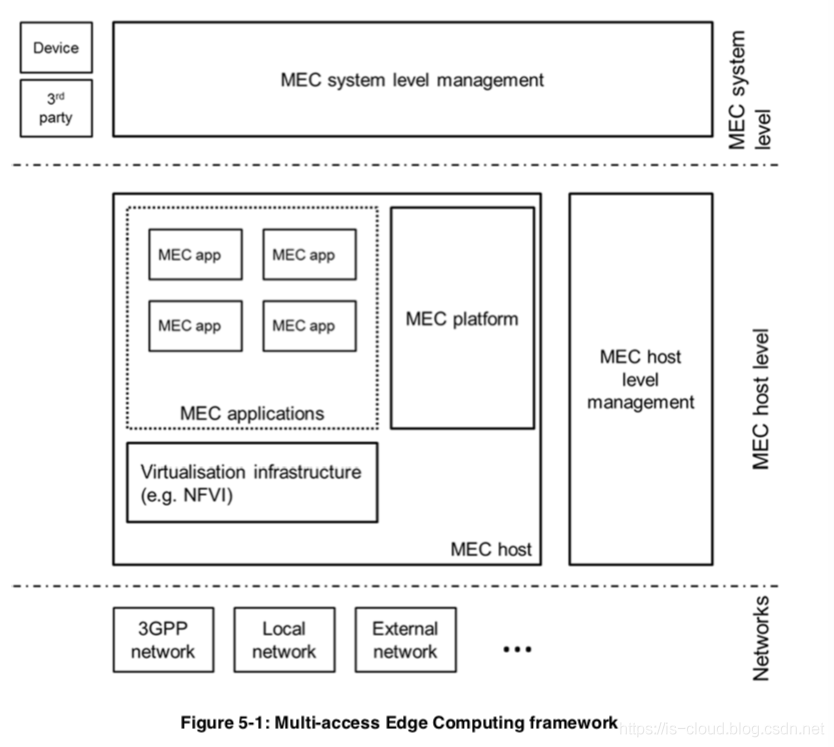 Device
3rd
party
MEC system level management
MEC system
level
MEC app
MEC app
MEC app
MEC app
MEC applications
MEC platform
Virtualisation infrastructure
(e.g. NFVI)
MEC host
MEC host
level
management
MEC host level
3GPP
network
Local
network
External
network
...
Networks
Figure 5-1: Multi-access Edge Computing framework
https://is-cloud.blog.csdn.net